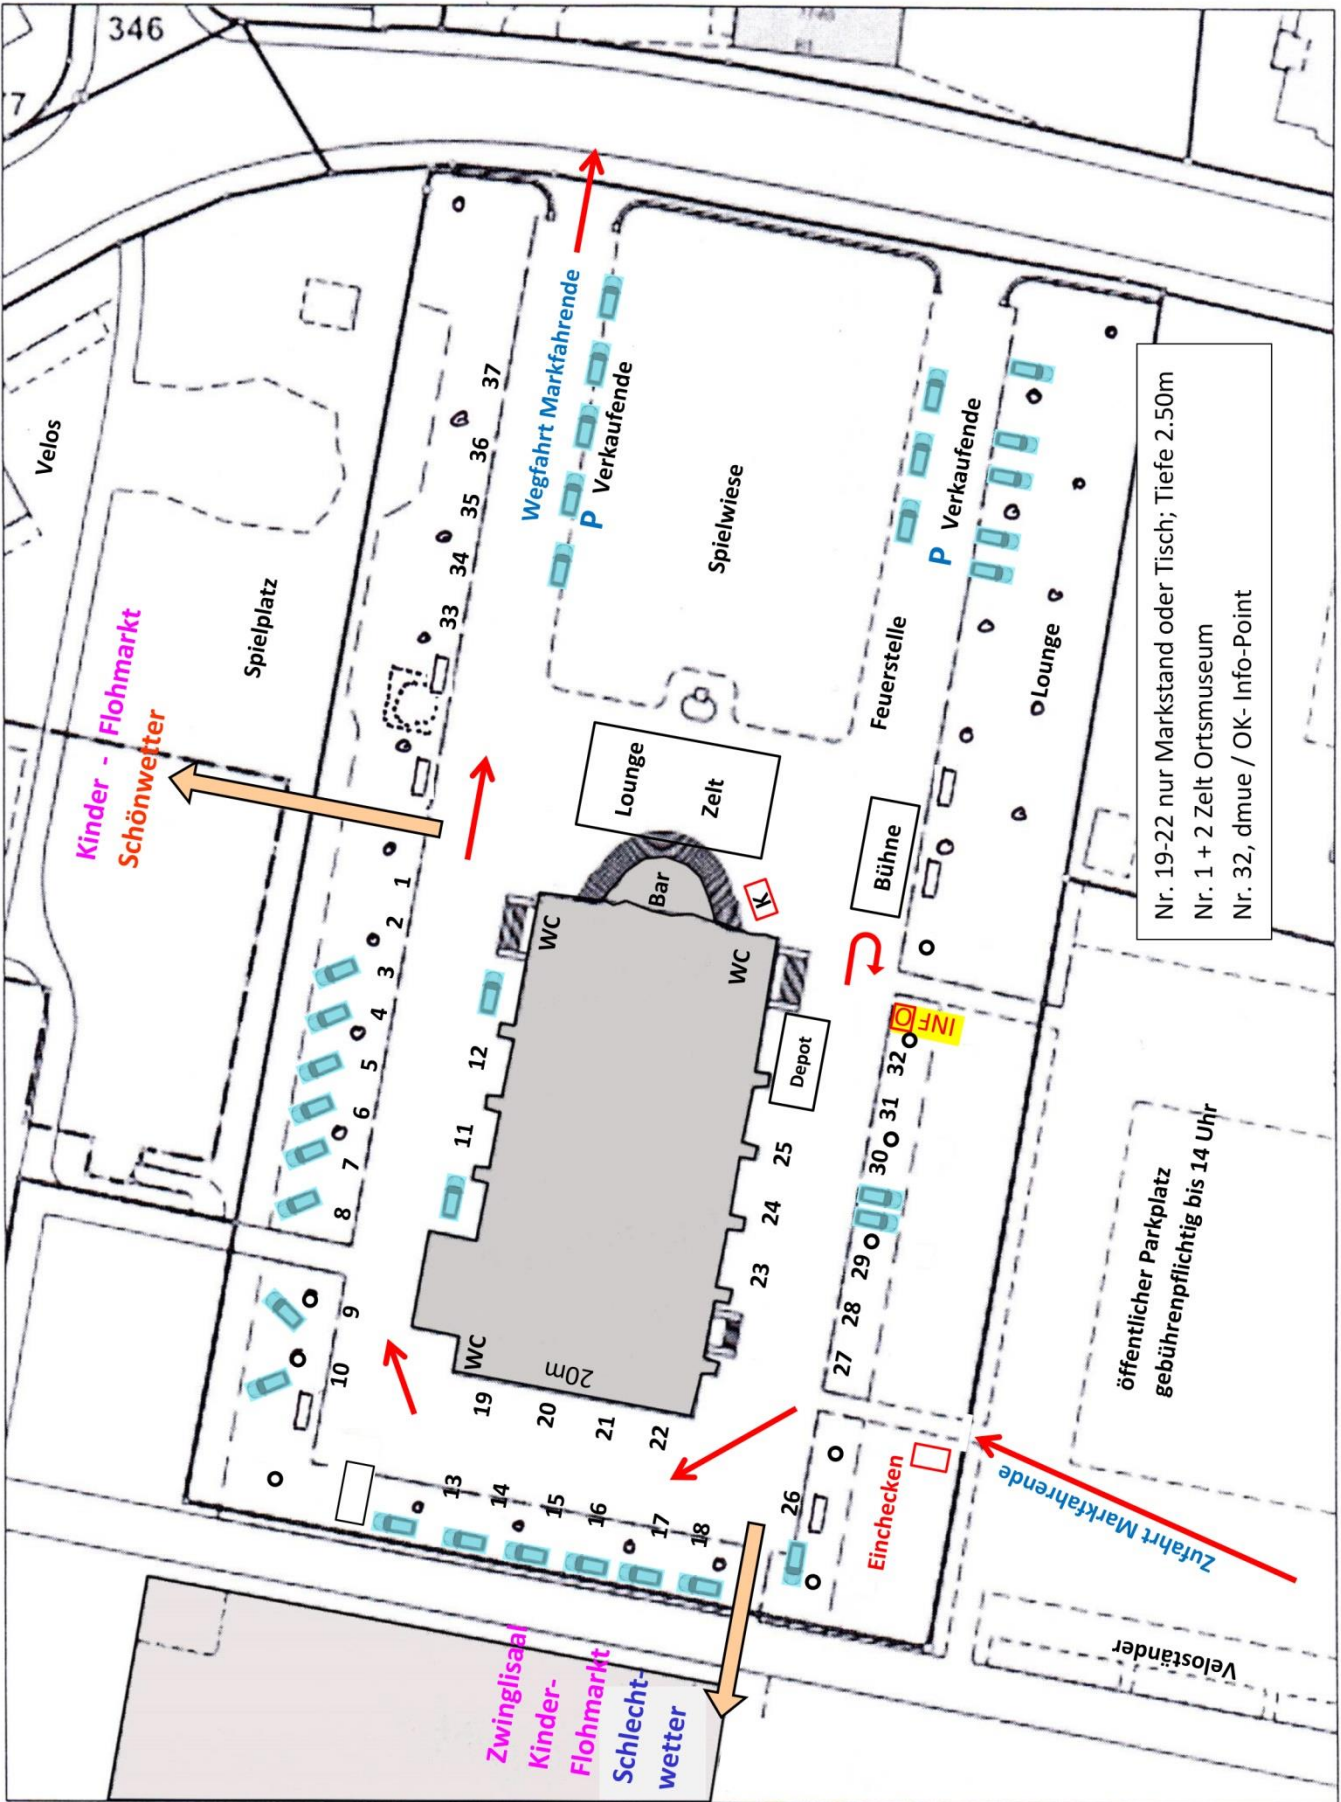 346
7
Velos
Kinder - Flohmarkt
Schönwetter
Spielplatz
37
36
35
34
33
Wegfahrt Markfahrende
P Verkaufende
Spielwiese
P Verkaufende
Feuerstelle
Lounge
Lounge
Zelt
Bühne
Bar
K
WC
WC
Depot
1
2
3
4
5
6
7
8
9
10
11
12
WC
20m
19
20
21
22
13
14
15
16
17
18
23
24
25
26
27
28
29
30
31
32
INFO
Einchecken
Zufahrt Markfahrende
Veloständer
öffentlicher Parkplatz
gebührenpflichtig bis 14 Uhr
Zwinglisaal
Kinder-
Flohmarkt
Schlecht-
wetter
Nr. 19-22 nur Markstand oder Tisch; Tiefe 2.50m
Nr. 1 + 2 Zelt Ortsmuseum
Nr. 32, dmue / OK- Info-Point